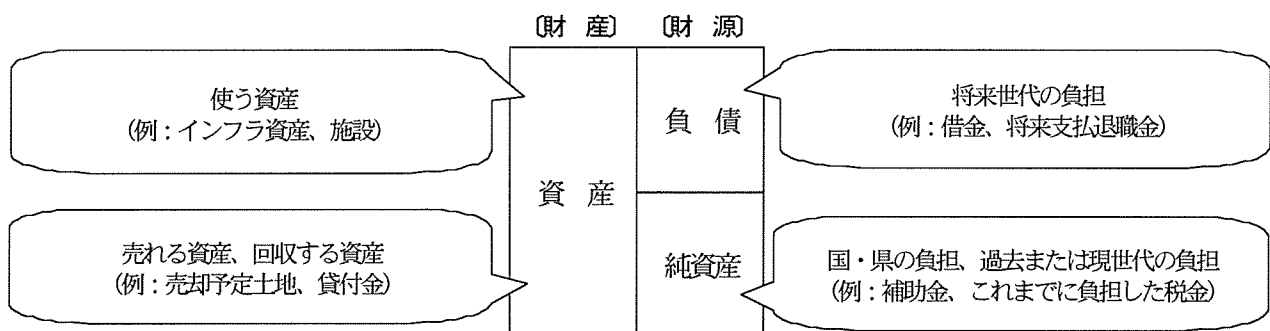 〔財 産〕 〔財 源〕
使う資産
(例：インフラ資産、施設)
売れる資産、回収する資産
(例：売却予定土地、貸付金)
資 産
負 債
純資産
将来世代の負担
(例：借金、将来支払退職金)
国・県の負担、過去または現世代の負担
(例：補助金、これまでに負担した税金)